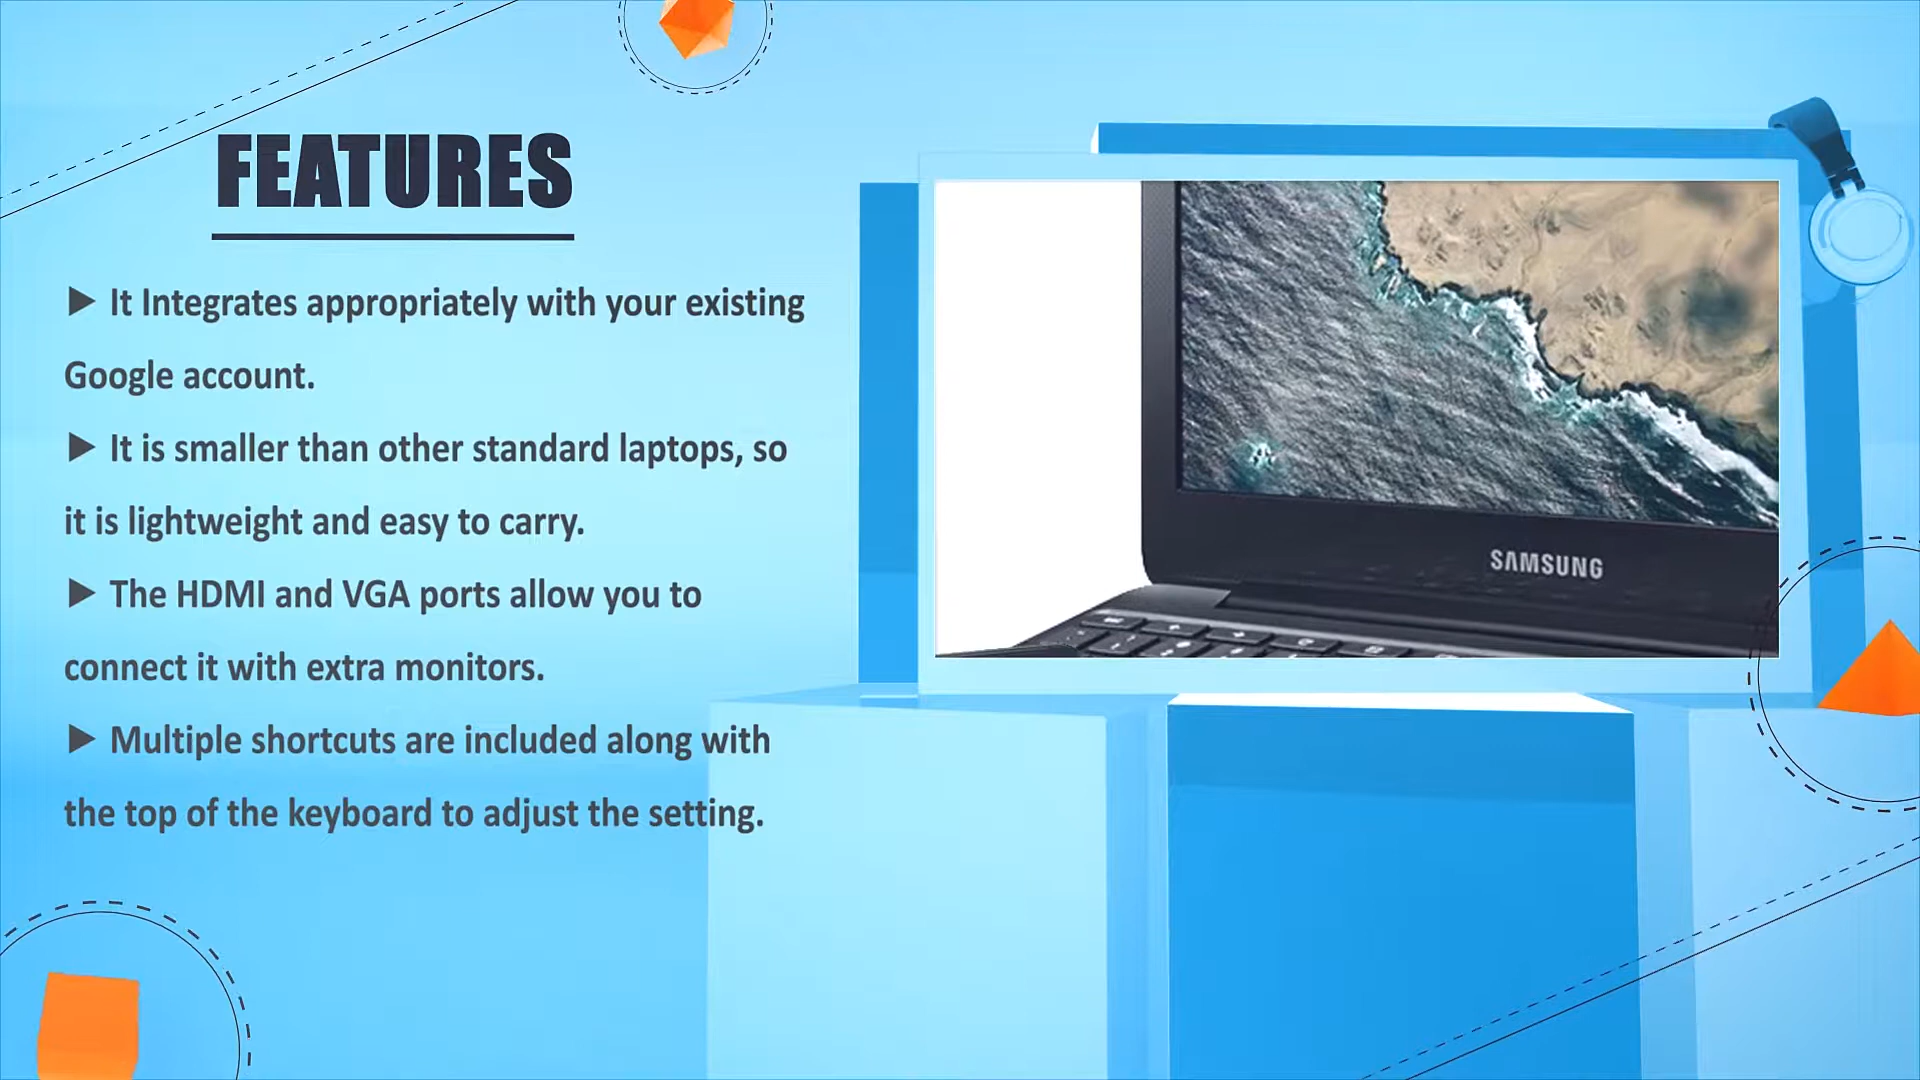 FEATURES
▶ It Integrates appropriately with your existing
Google account.
▶ It is smaller than other standard laptops, so
it is lightweight and easy to carry.
▶ The HDMI and VGA ports allow you to
connect it with extra monitors.
▶ Multiple shortcuts are included along with
the top of the keyboard to adjust the setting.
SAMSUNG